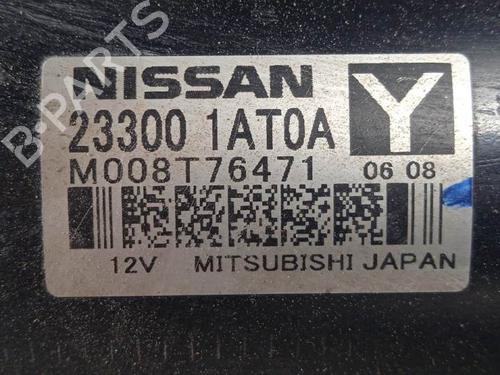 NISSAN
Y
23300 1AT0A
M008T76471
06 08
12V MITSUBISHI JAPAN
B-PARTS